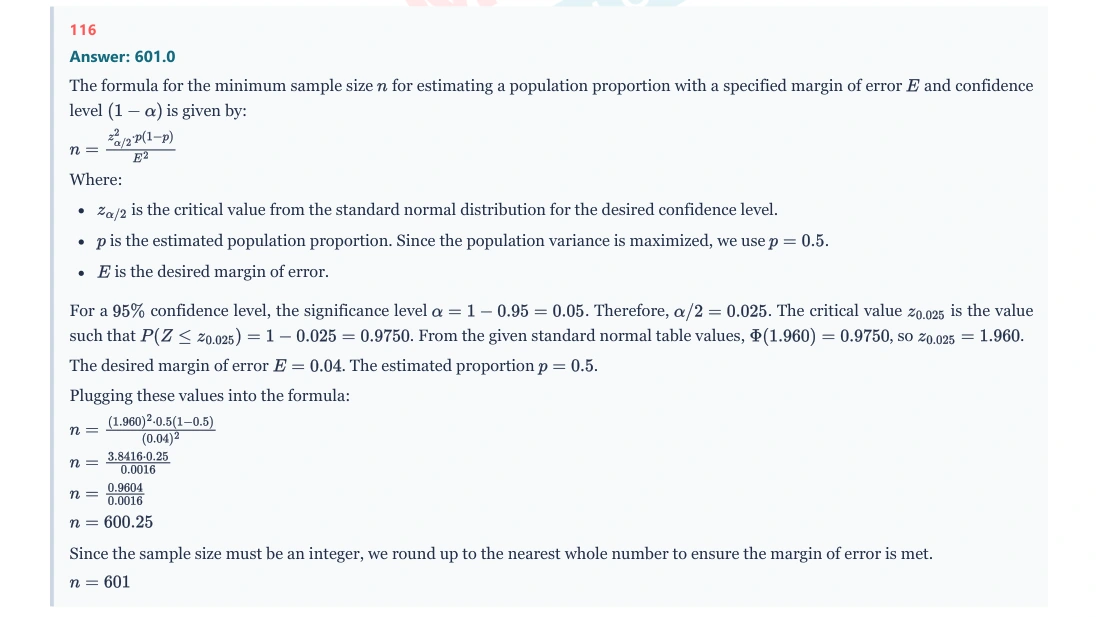 116
Answer: 601.0
The formula for the minimum sample size n for estimating a population proportion with a specified margin of error E and confidence
level (1 − α) is given by:
n = z²_{α/2}·p(1−p) / E²
Where:
• z_{α/2} is the critical value from the standard normal distribution for the desired confidence level.
• p is the estimated population proportion. Since the population variance is maximized, we use p = 0.5.
• E is the desired margin of error.
For a 95% confidence level, the significance level α = 1 − 0.95 = 0.05. Therefore, α/2 = 0.025. The critical value z_{0.025} is the value
such that P(Z ≤ z_{0.025}) = 1 − 0.025 = 0.9750. From the given standard normal table values, Φ(1.960) = 0.9750, so z_{0.025} = 1.960.
The desired margin of error E = 0.04. The estimated proportion p = 0.5.
Plugging these values into the formula:
n = (1.960)²·0.5(1−0.5) / (0.04)²
n = 3.8416·0.25 / 0.0016
n = 0.9604 / 0.0016
n = 600.25
Since the sample size must be an integer, we round up to the nearest whole number to ensure the margin of error is met.
n = 601